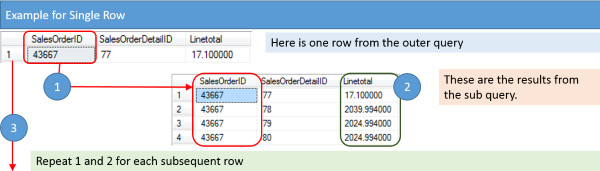 Example for Single Row
SalesOrderID SalesOrderDetailID Linetotal
1 43667 77 17.100000
Here is one row from the outer query
1
SalesOrderID SalesOrderDetailID Linetotal
1 43667 77 17.100000
2 43667 78 2039.994000
3 43667 79 2024.994000
4 43667 80 2024.994000
2
These are the results from
the sub query.
3
Repeat 1 and 2 for each subsequent row